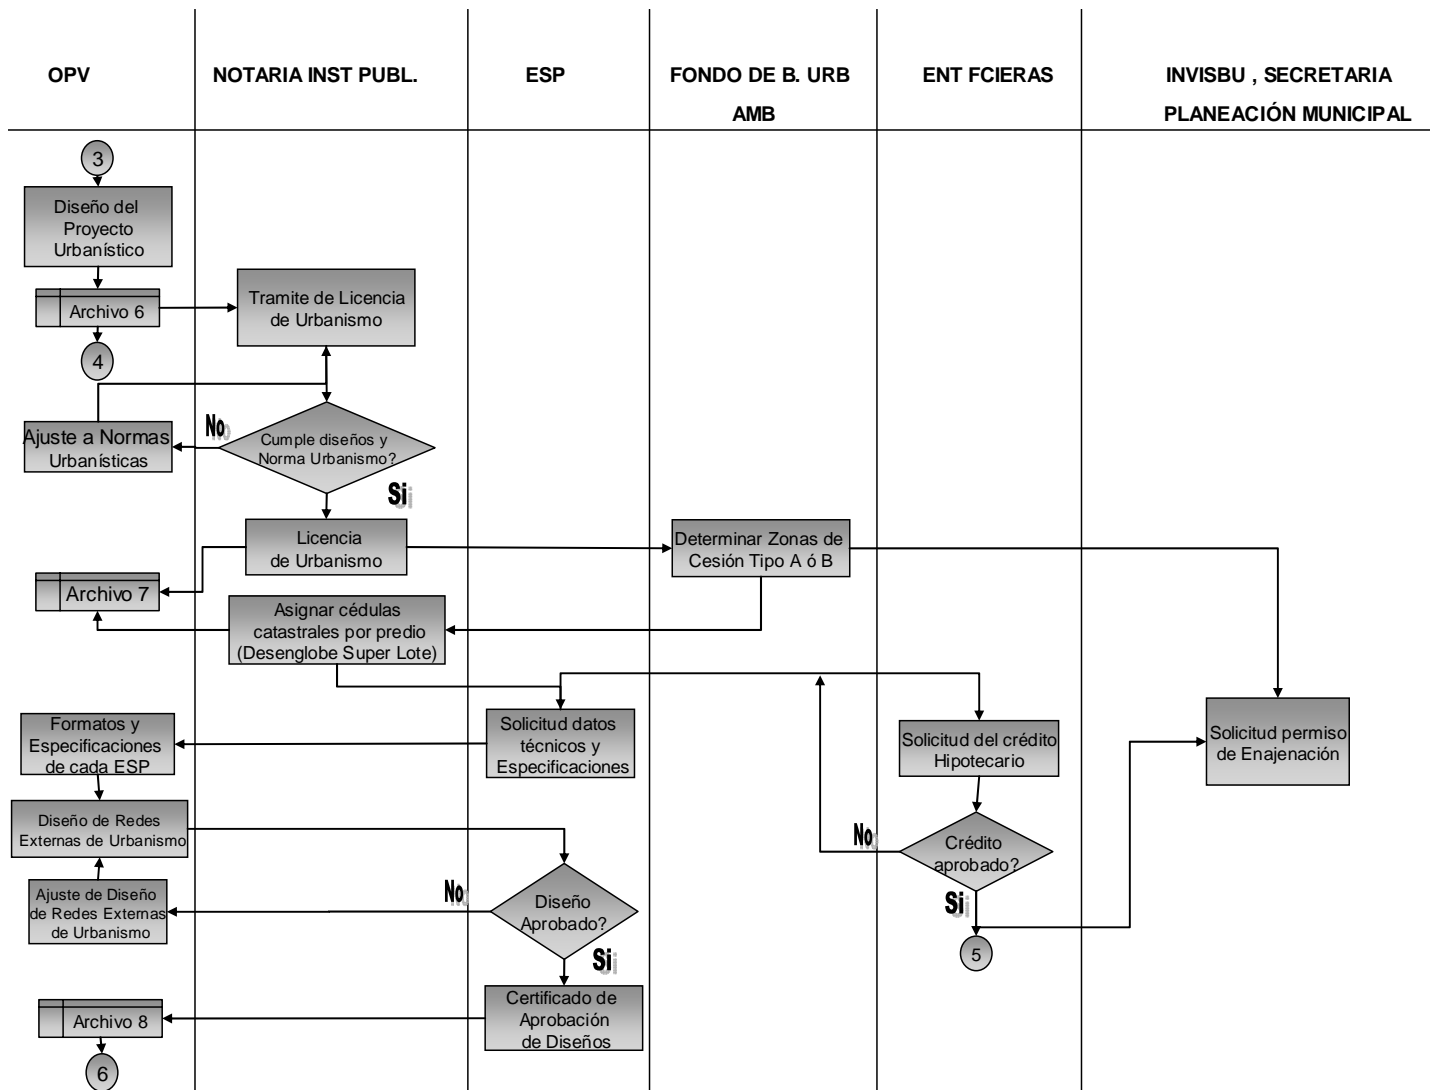 OPV
NOTARIA INST PUBL.
ESP
FONDO DE B. URB
AMB
ENT FCIERAS
INVISBU , SECRETARIA
PLANEACIÓN MUNICIPAL
3
Diseño del
Proyecto
Urbanístico
Archivo 6
4
Tramite de Licencia
de Urbanismo
Ajuste a Normas
Urbanísticas
No
Cumple diseños y
Norma Urbanismo?
Si
Licencia
de Urbanismo
Determinar Zonas de
Cesión Tipo A ó B
Archivo 7
Asignar cédulas
catastrales por predio
(Desenglobe Super Lote)
Formatos y
Especificaciones
de cada ESP
Solicitud datos
técnicos y
Especificaciones
Solicitud del crédito
Hipotecario
Solicitud permiso
de Enajenación
Diseño de Redes
Externas de Urbanismo
No
Crédito
aprobado?
Ajuste de Diseño
de Redes Externas
de Urbanismo
No
Diseño
Aprobado?
Si
5
Si
Certificado de
Aprobación
de Diseños
Archivo 8
6